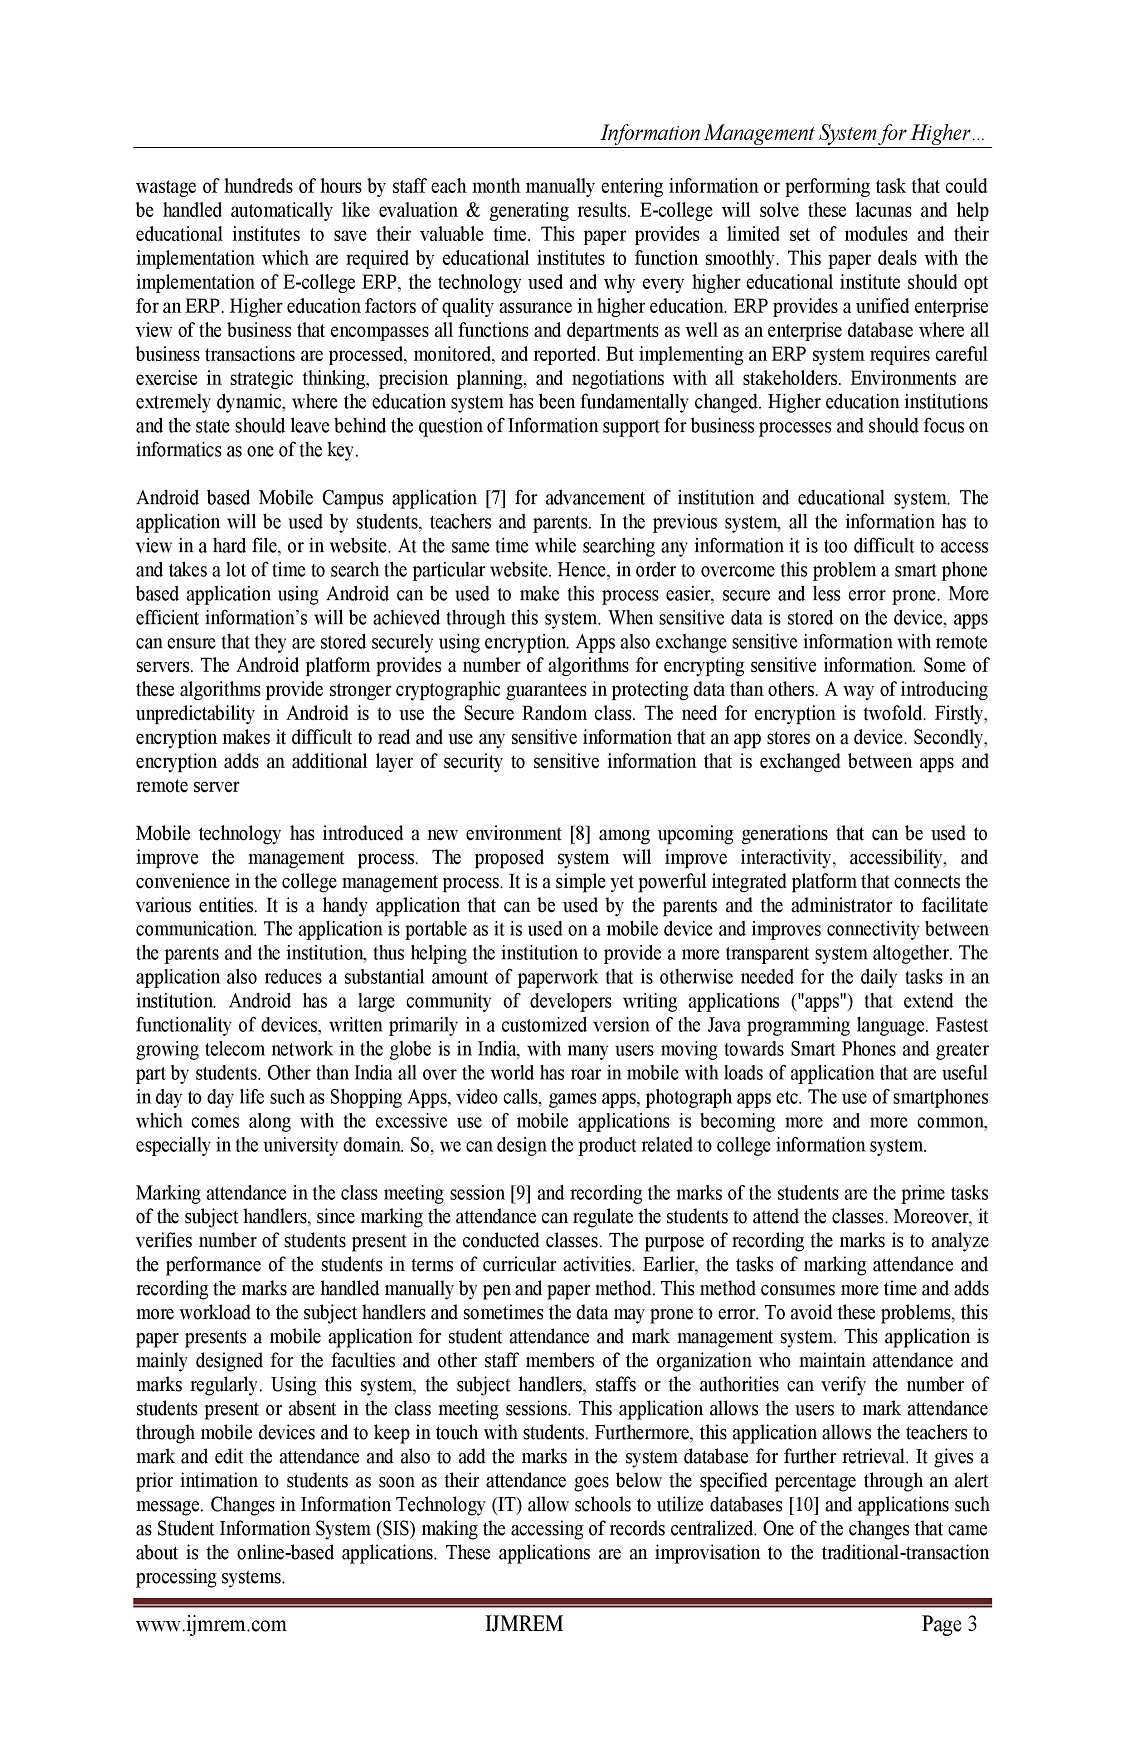 Information Management System for Higher…
wastage of hundreds of hours by staff each month manually entering information or performing task that could
be handled automatically like evaluation & generating results. E-college will solve these lacunas and help
educational institutes to save their valuable time. This paper provides a limited set of modules and their
implementation which are required by educational institutes to function smoothly. This paper deals with the
implementation of E-college ERP, the technology used and why every higher educational institute should opt
for an ERP. Higher education factors of quality assurance in higher education. ERP provides a unified enterprise
view of the business that encompasses all functions and departments as well as an enterprise database where all
business transactions are processed, monitored, and reported. But implementing an ERP system requires careful
exercise in strategic thinking, precision planning, and negotiations with all stakeholders. Environments are
extremely dynamic, where the education system has been fundamentally changed. Higher education institutions
and the state should leave behind the question of Information support for business processes and should focus on
informatics as one of the key.
Android based Mobile Campus application [7] for advancement of institution and educational system. The
application will be used by students, teachers and parents. In the previous system, all the information has to
view in a hard file, or in website. At the same time while searching any information it is too difficult to access
and takes a lot of time to search the particular website. Hence, in order to overcome this problem a smart phone
based application using Android can be used to make this process easier, secure and less error prone. More
efficient information’s will be achieved through this system. When sensitive data is stored on the device, apps
can ensure that they are stored securely using encryption. Apps also exchange sensitive information with remote
servers. The Android platform provides a number of algorithms for encrypting sensitive information. Some of
these algorithms provide stronger cryptographic guarantees in protecting data than others. A way of introducing
unpredictability in Android is to use the Secure Random class. The need for encryption is twofold. Firstly,
encryption makes it difficult to read and use any sensitive information that an app stores on a device. Secondly,
encryption adds an additional layer of security to sensitive information that is exchanged between apps and
remote server
Mobile technology has introduced a new environment [8] among upcoming generations that can be used to
improve the management process. The proposed system will improve interactivity, accessibility, and
convenience in the college management process. It is a simple yet powerful integrated platform that connects the
various entities. It is a handy application that can be used by the parents and the administrator to facilitate
communication. The application is portable as it is used on a mobile device and improves connectivity between
the parents and the institution, thus helping the institution to provide a more transparent system altogether. The
application also reduces a substantial amount of paperwork that is otherwise needed for the daily tasks in an
institution. Android has a large community of developers writing applications ("apps") that extend the
functionality of devices, written primarily in a customized version of the Java programming language. Fastest
growing telecom network in the globe is in India, with many users moving towards Smart Phones and greater
part by students. Other than India all over the world has roar in mobile with loads of application that are useful
in day to day life such as Shopping Apps, video calls, games apps, photograph apps etc. The use of smartphones
which comes along with the excessive use of mobile applications is becoming more and more common,
especially in the university domain. So, we can design the product related to college information system.
Marking attendance in the class meeting session [9] and recording the marks of the students are the prime tasks
of the subject handlers, since marking the attendance can regulate the students to attend the classes. Moreover, it
verifies number of students present in the conducted classes. The purpose of recording the marks is to analyze
the performance of the students in terms of curricular activities. Earlier, the tasks of marking attendance and
recording the marks are handled manually by pen and paper method. This method consumes more time and adds
more workload to the subject handlers and sometimes the data may prone to error. To avoid these problems, this
paper presents a mobile application for student attendance and mark management system. This application is
mainly designed for the faculties and other staff members of the organization who maintain attendance and
marks regularly. Using this system, the subject handlers, staffs or the authorities can verify the number of
students present or absent in the class meeting sessions. This application allows the users to mark attendance
through mobile devices and to keep in touch with students. Furthermore, this application allows the teachers to
mark and edit the attendance and also to add the marks in the system database for further retrieval. It gives a
prior intimation to students as soon as their attendance goes below the specified percentage through an alert
message. Changes in Information Technology (IT) allow schools to utilize databases [10] and applications such
as Student Information System (SIS) making the accessing of records centralized. One of the changes that came
about is the online-based applications. These applications are an improvisation to the traditional-transaction
processing systems.
www.ijmrem.com IJMREM Page 3